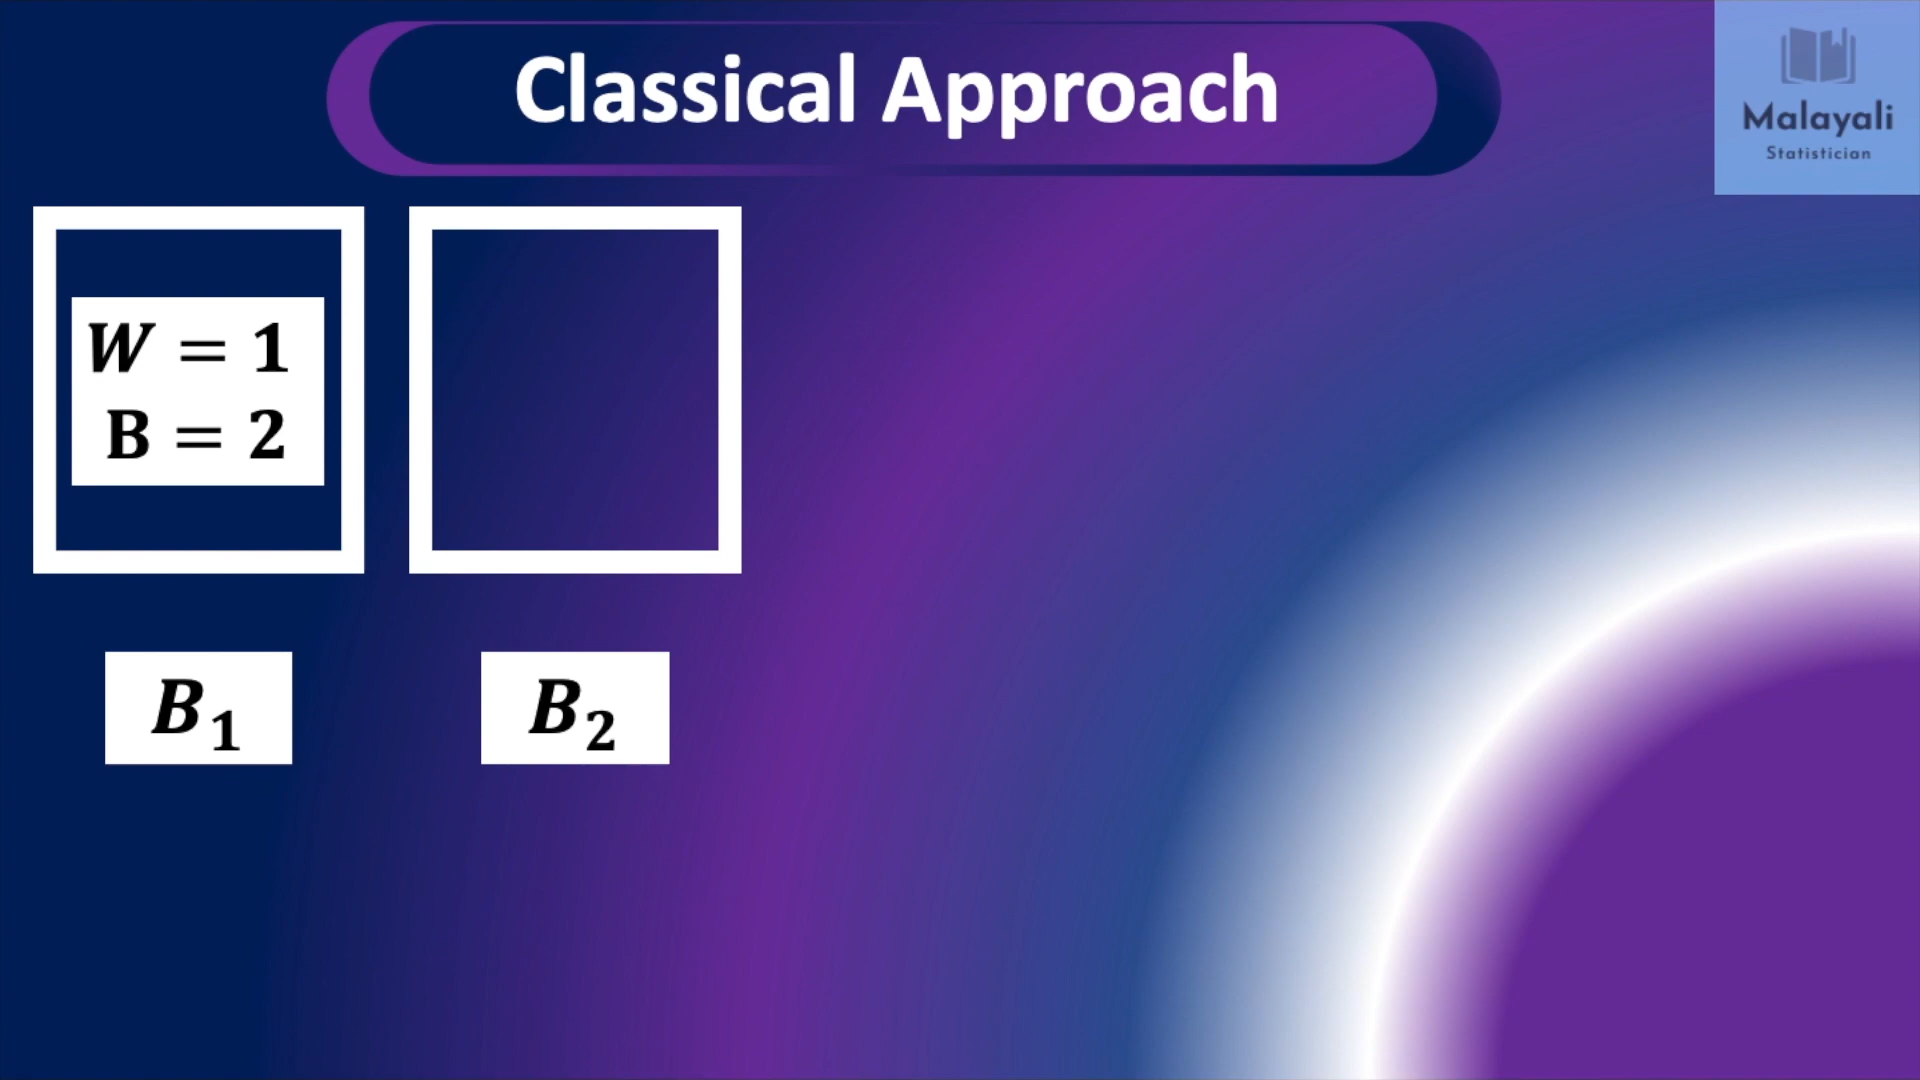 Classical Approach
Malayali
Statistician
W = 1
B = 2
B₁
B₂